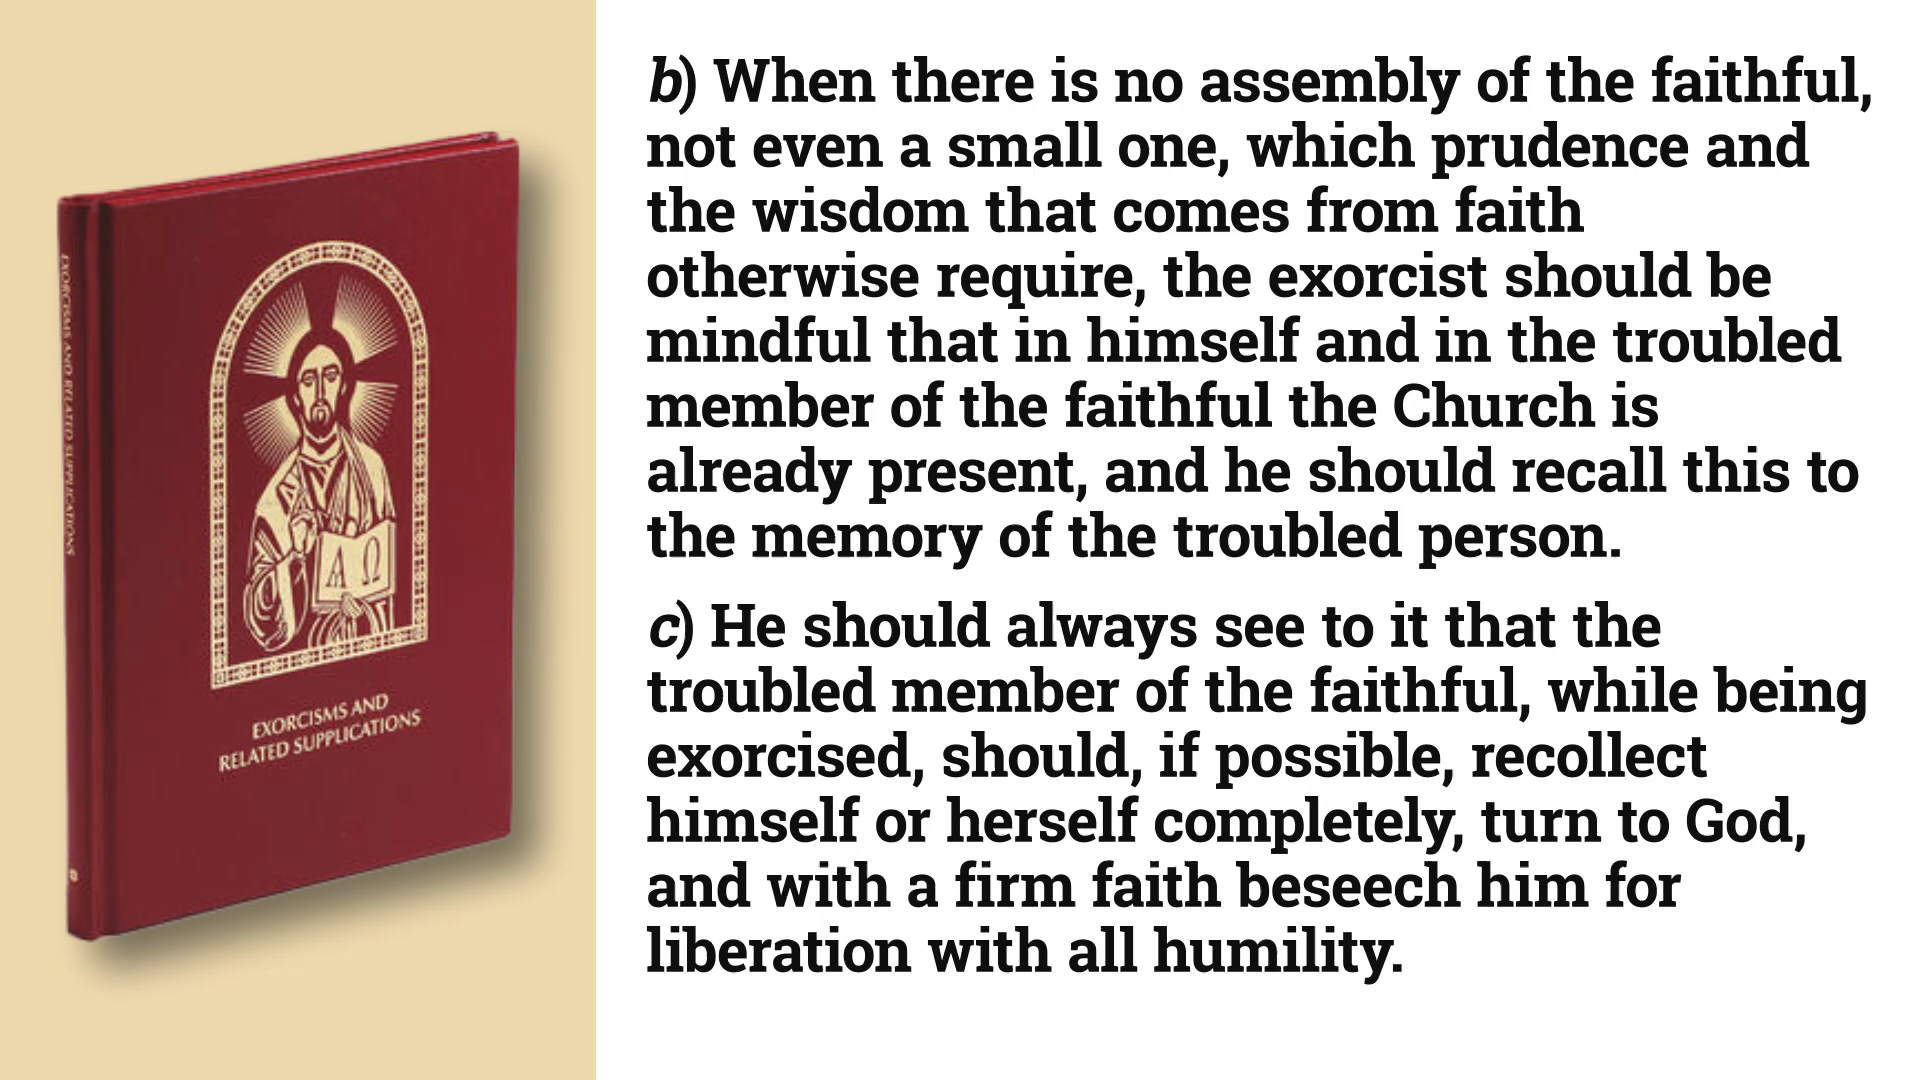 EXORCISMS AND RELATED SUPPLICATIONS
Α Ω
EXORCISMS AND
RELATED SUPPLICATIONS
b) When there is no assembly of the faithful,
not even a small one, which prudence and
the wisdom that comes from faith
otherwise require, the exorcist should be
mindful that in himself and in the troubled
member of the faithful the Church is
already present, and he should recall this to
the memory of the troubled person.
c) He should always see to it that the
troubled member of the faithful, while being
exorcised, should, if possible, recollect
himself or herself completely, turn to God,
and with a firm faith beseech him for
liberation with all humility.